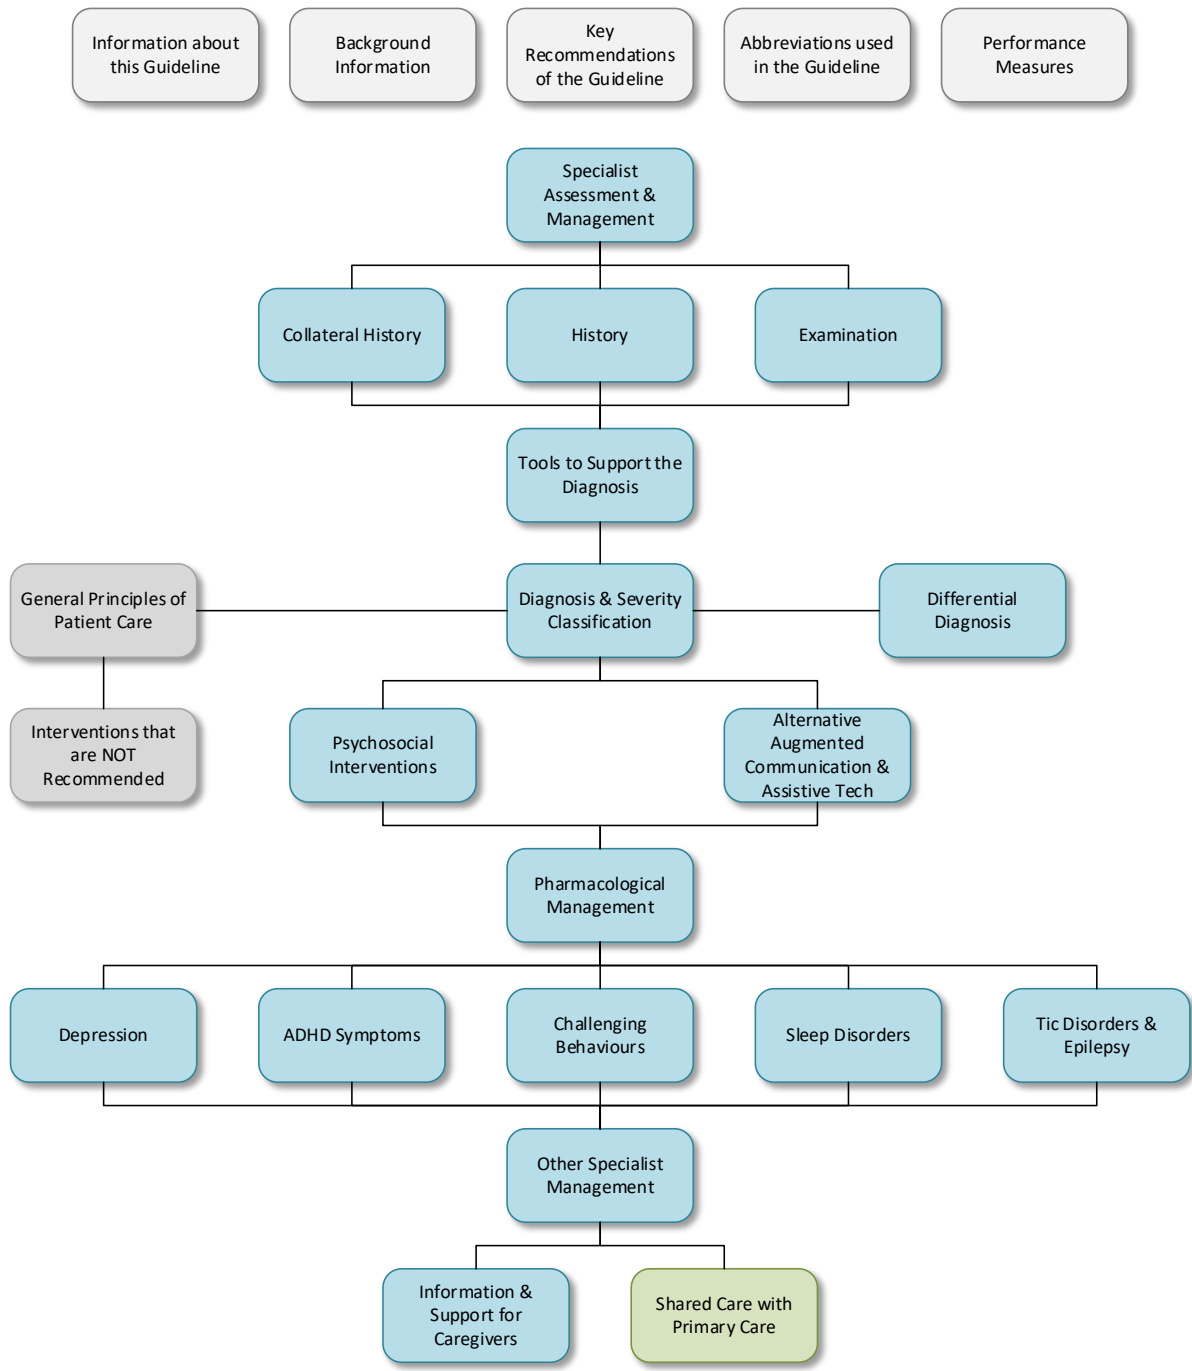 Information about
this Guideline
Background
Information
Key
Recommendations
of the Guideline
Abbreviations used
in the Guideline
Performance
Measures
Specialist
Assessment &
Management
Collateral History
History
Examination
Tools to Support the
Diagnosis
General Principles of
Patient Care
Diagnosis & Severity
Classification
Differential
Diagnosis
Interventions that
are NOT
Recommended
Psychosocial
Interventions
Alternative
Augmented
Communication &
Assistive Tech
Pharmacological
Management
Depression
ADHD Symptoms
Challenging
Behaviours
Sleep Disorders
Tic Disorders &
Epilepsy
Other Specialist
Management
Information &
Support for
Caregivers
Shared Care with
Primary Care